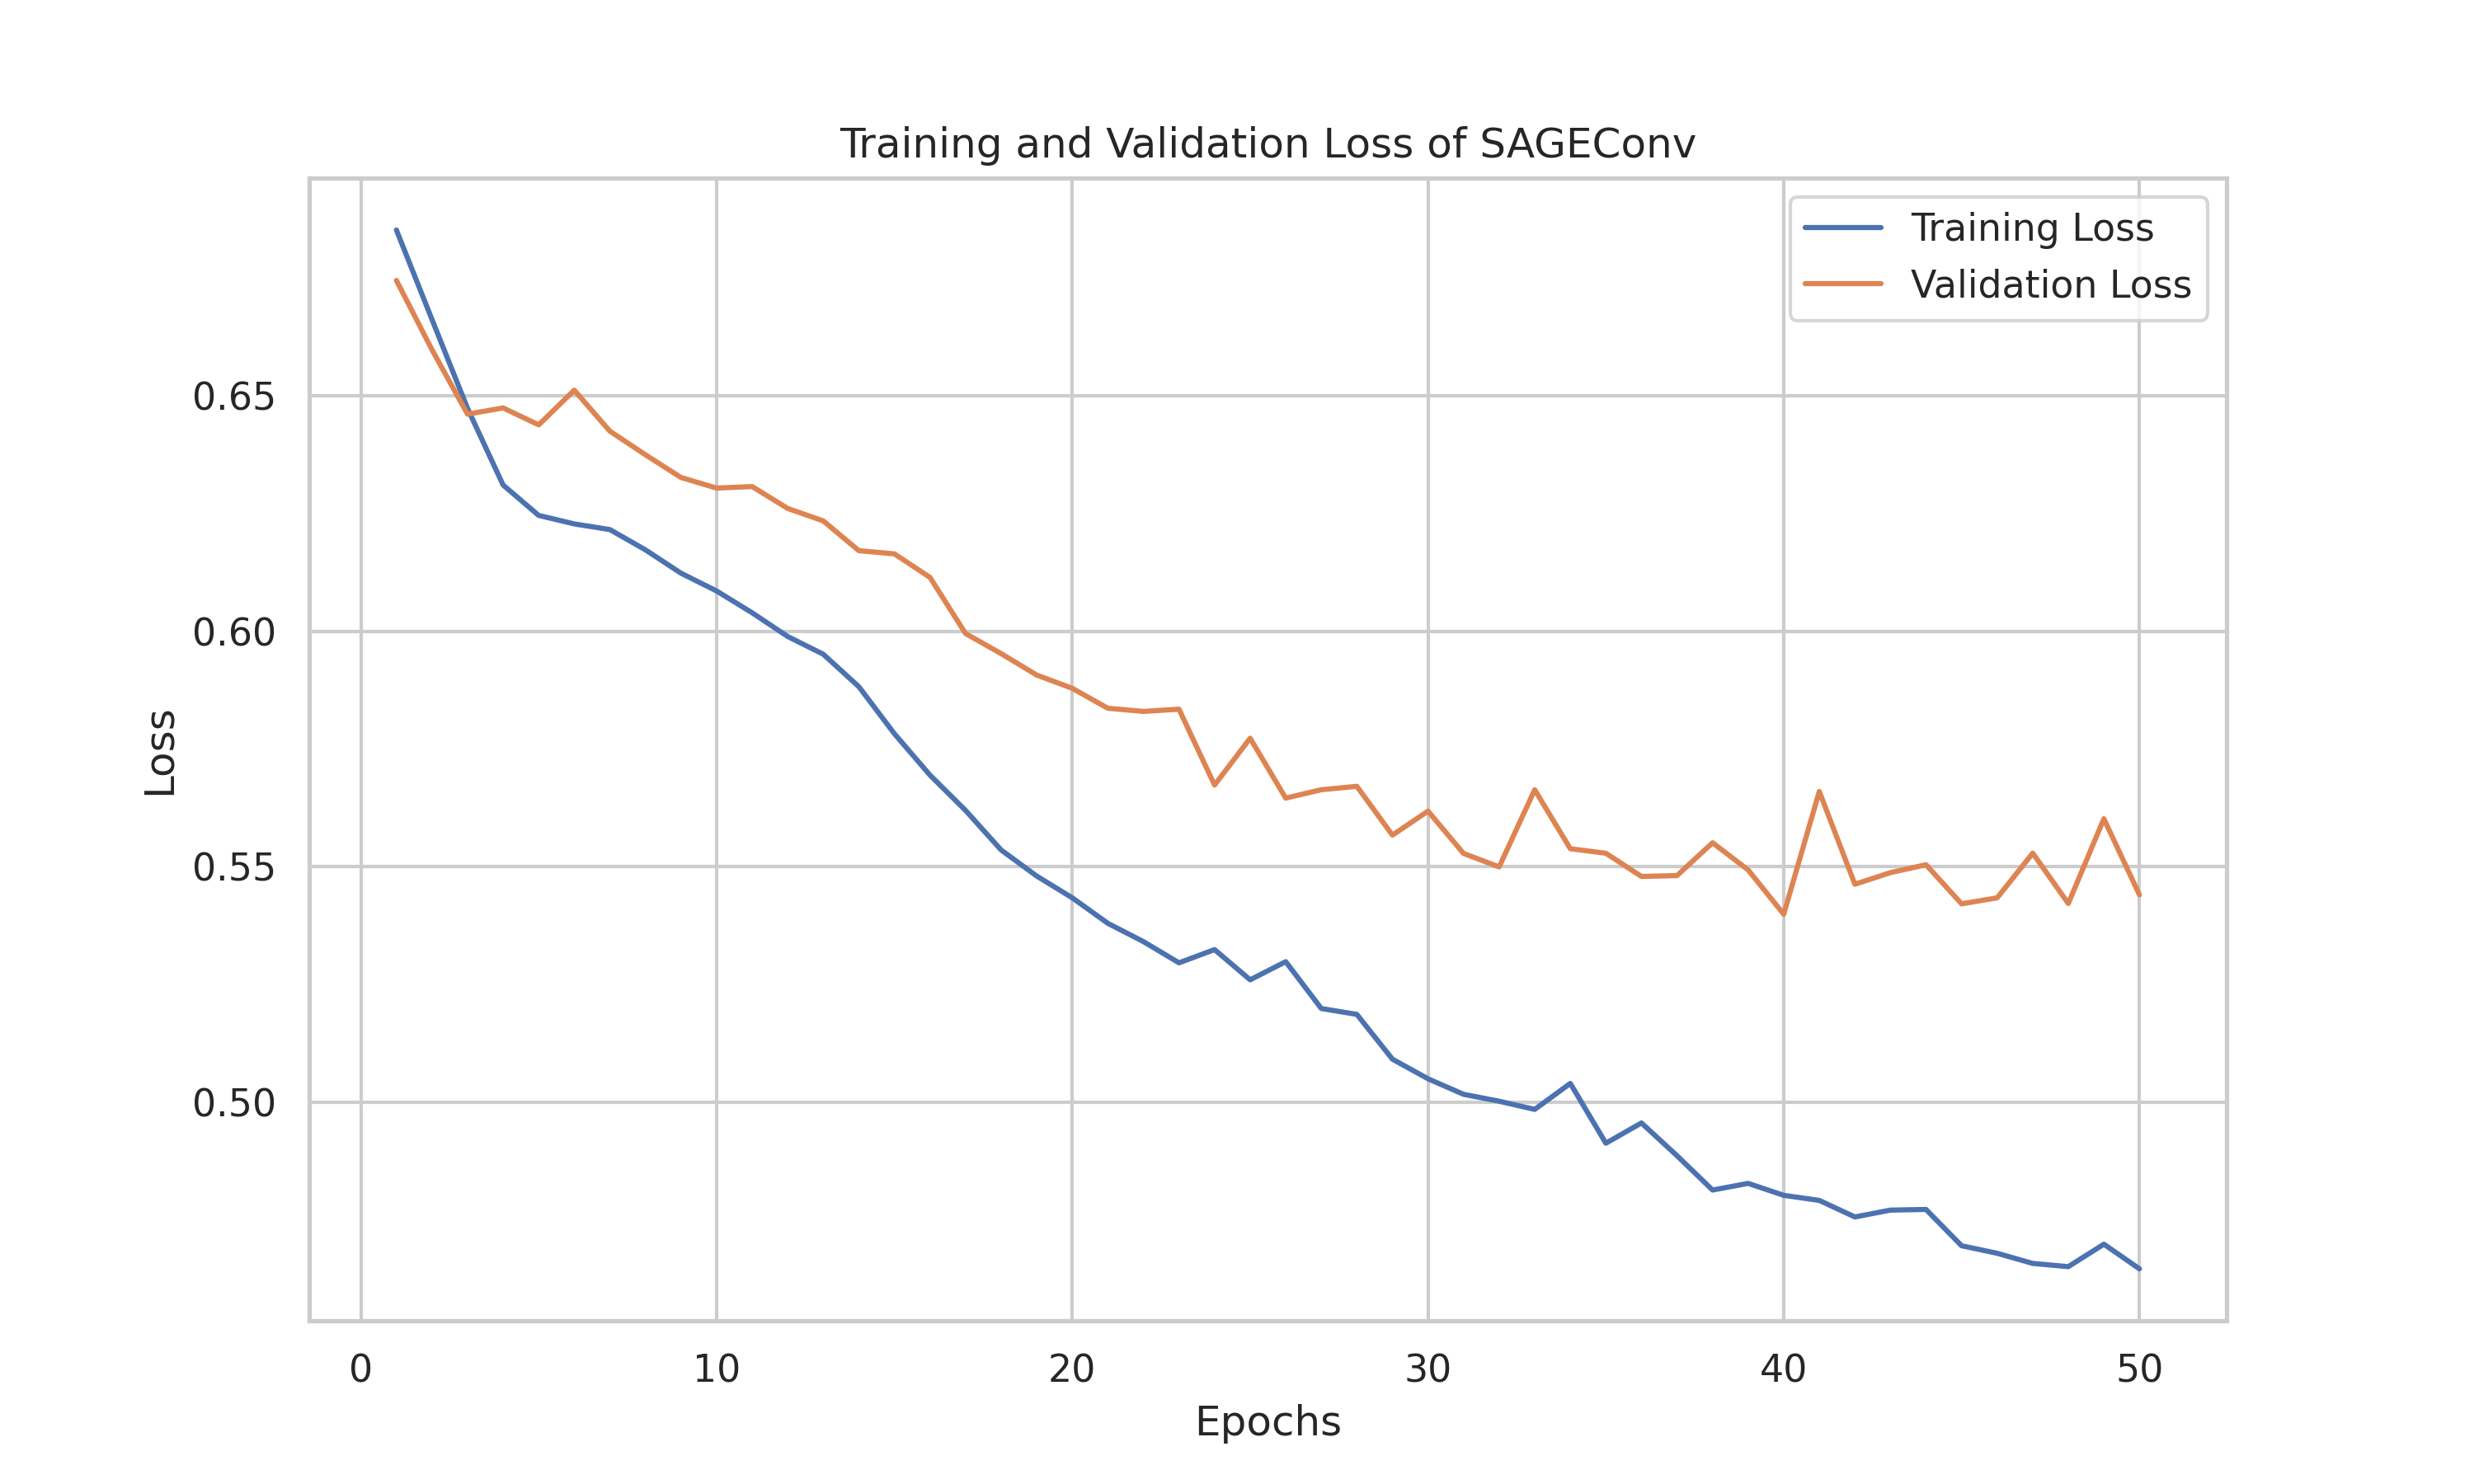 Training and Validation Loss of SAGEConv
Training Loss
Validation Loss
0.65
0.60
0.55
0.50
Loss
0 10 20 30 40 50
Epochs